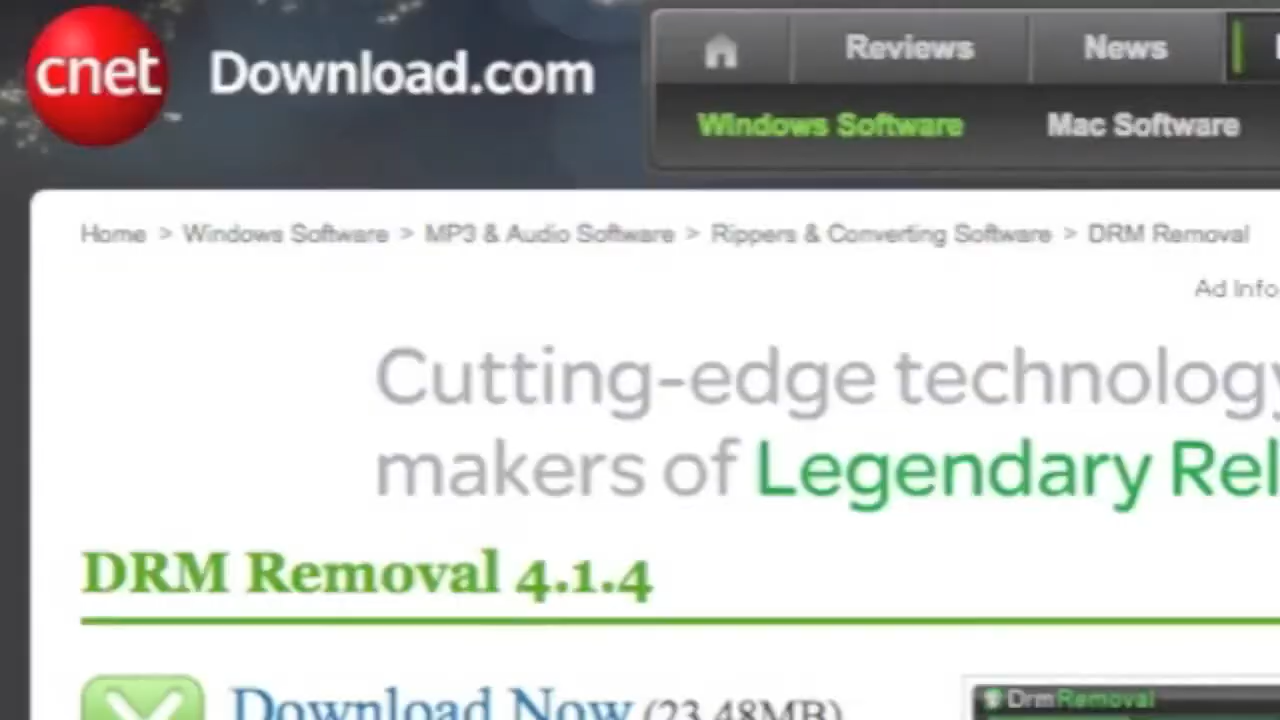 cnet Download.com
Reviews
News
Windows Software
Mac Software
Home > Windows Software > MP3 & Audio Software > Rippers & Converting Software > DRM Removal
Ad Info
Cutting-edge technology
makers of Legendary Rel
DRM Removal 4.1.4
Download Now (23.48MB)
DrmRemoval